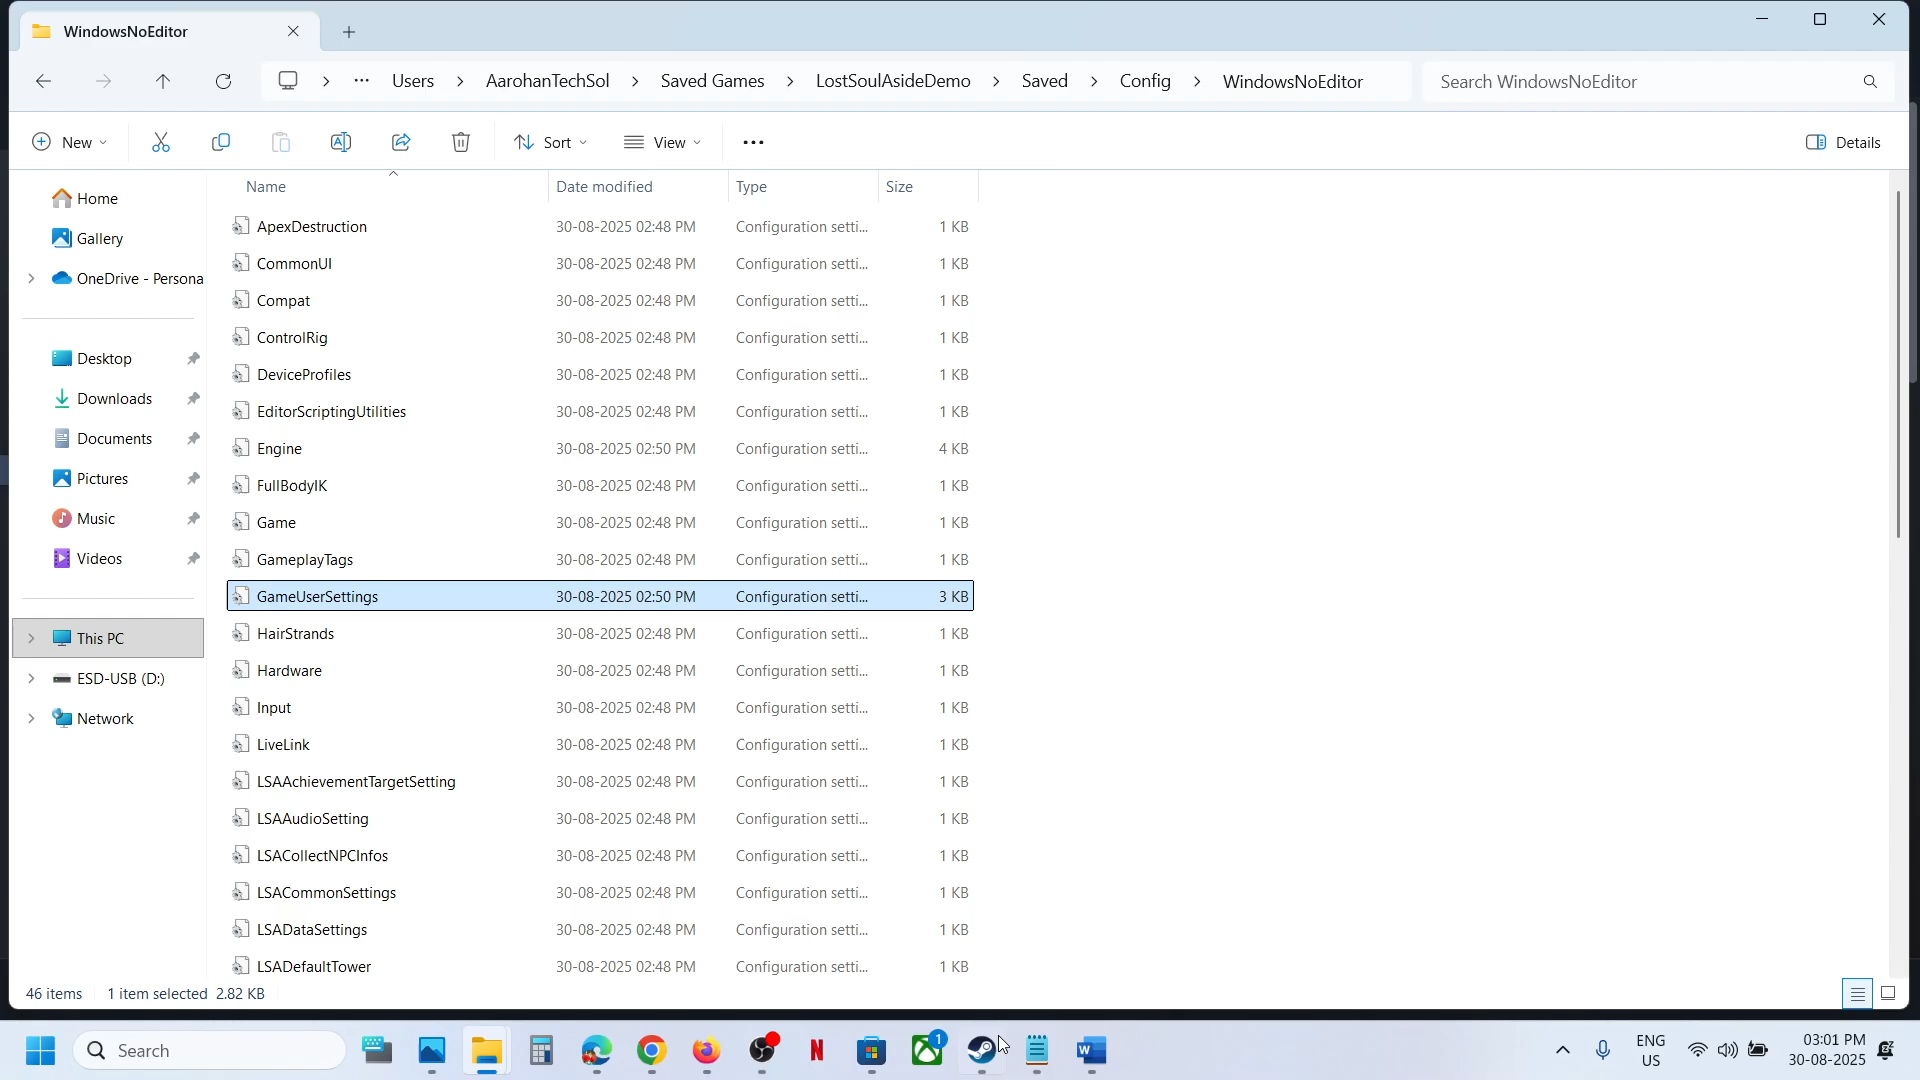 WindowsNoEditor
Users
AarohanTechSol
Saved Games
LostSoulAsideDemo
Saved
Config
WindowsNoEditor
Search WindowsNoEditor
New
Sort
View
Details
Name
Date modified
Type
Size
Home
Gallery
OneDrive - Persona
Desktop
Downloads
Documents
Pictures
Music
Videos
This PC
ESD-USB (D:)
Network
ApexDestruction 30-08-2025 02:48 PM Configuration setti... 1 KB
CommonUI 30-08-2025 02:48 PM Configuration setti... 1 KB
Compat 30-08-2025 02:48 PM Configuration setti... 1 KB
ControlRig 30-08-2025 02:48 PM Configuration setti... 1 KB
DeviceProfiles 30-08-2025 02:48 PM Configuration setti... 1 KB
EditorScriptingUtilities 30-08-2025 02:48 PM Configuration setti... 1 KB
Engine 30-08-2025 02:50 PM Configuration setti... 4 KB
FullBodyIK 30-08-2025 02:48 PM Configuration setti... 1 KB
Game 30-08-2025 02:48 PM Configuration setti... 1 KB
GameplayTags 30-08-2025 02:48 PM Configuration setti... 1 KB
GameUserSettings 30-08-2025 02:50 PM Configuration setti... 3 KB
HairStrands 30-08-2025 02:48 PM Configuration setti... 1 KB
Hardware 30-08-2025 02:48 PM Configuration setti... 1 KB
Input 30-08-2025 02:48 PM Configuration setti... 1 KB
LiveLink 30-08-2025 02:48 PM Configuration setti... 1 KB
LSAAchievementTargetSetting 30-08-2025 02:48 PM Configuration setti... 1 KB
LSAAudioSetting 30-08-2025 02:48 PM Configuration setti... 1 KB
LSACollectNPCInfos 30-08-2025 02:48 PM Configuration setti... 1 KB
LSACommonSettings 30-08-2025 02:48 PM Configuration setti... 1 KB
LSADataSettings 30-08-2025 02:48 PM Configuration setti... 1 KB
LSADefaultTower 30-08-2025 02:48 PM Configuration setti... 1 KB
46 items 1 item selected 2.82 KB
Search
N
1
W
ENG
US
03:01 PM
30-08-2025